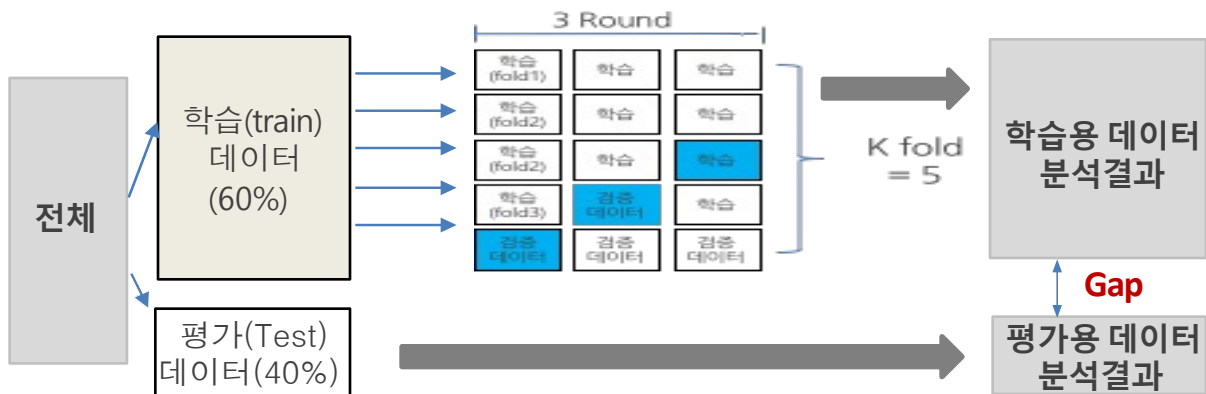 전체
학습(train)
데이터
(60%)
평가(Test)
데이터(40%)
3 Round
학습
(fold1)
학습
학습
학습
(fold2)
학습
학습
학습
(fold2)
학습
학습
학습
(fold3)
검증
데이터
학습
검증
데이터
검증
데이터
검증
데이터
K fold
= 5
학습용 데이터
분석결과
Gap
평가용 데이터
분석결과